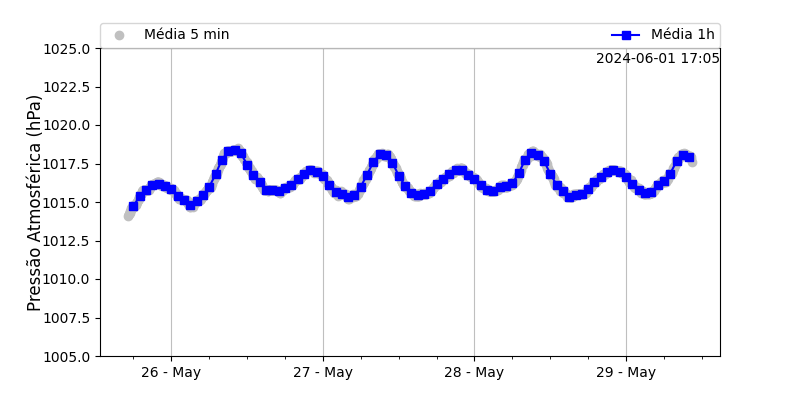 Média 5 min
Média 1h
2024-06-01 17:05
Pressão Atmosférica (hPa)
1025.0
1022.5
1020.0
1017.5
1015.0
1012.5
1010.0
1007.5
1005.0
26 - May
27 - May
28 - May
29 - May